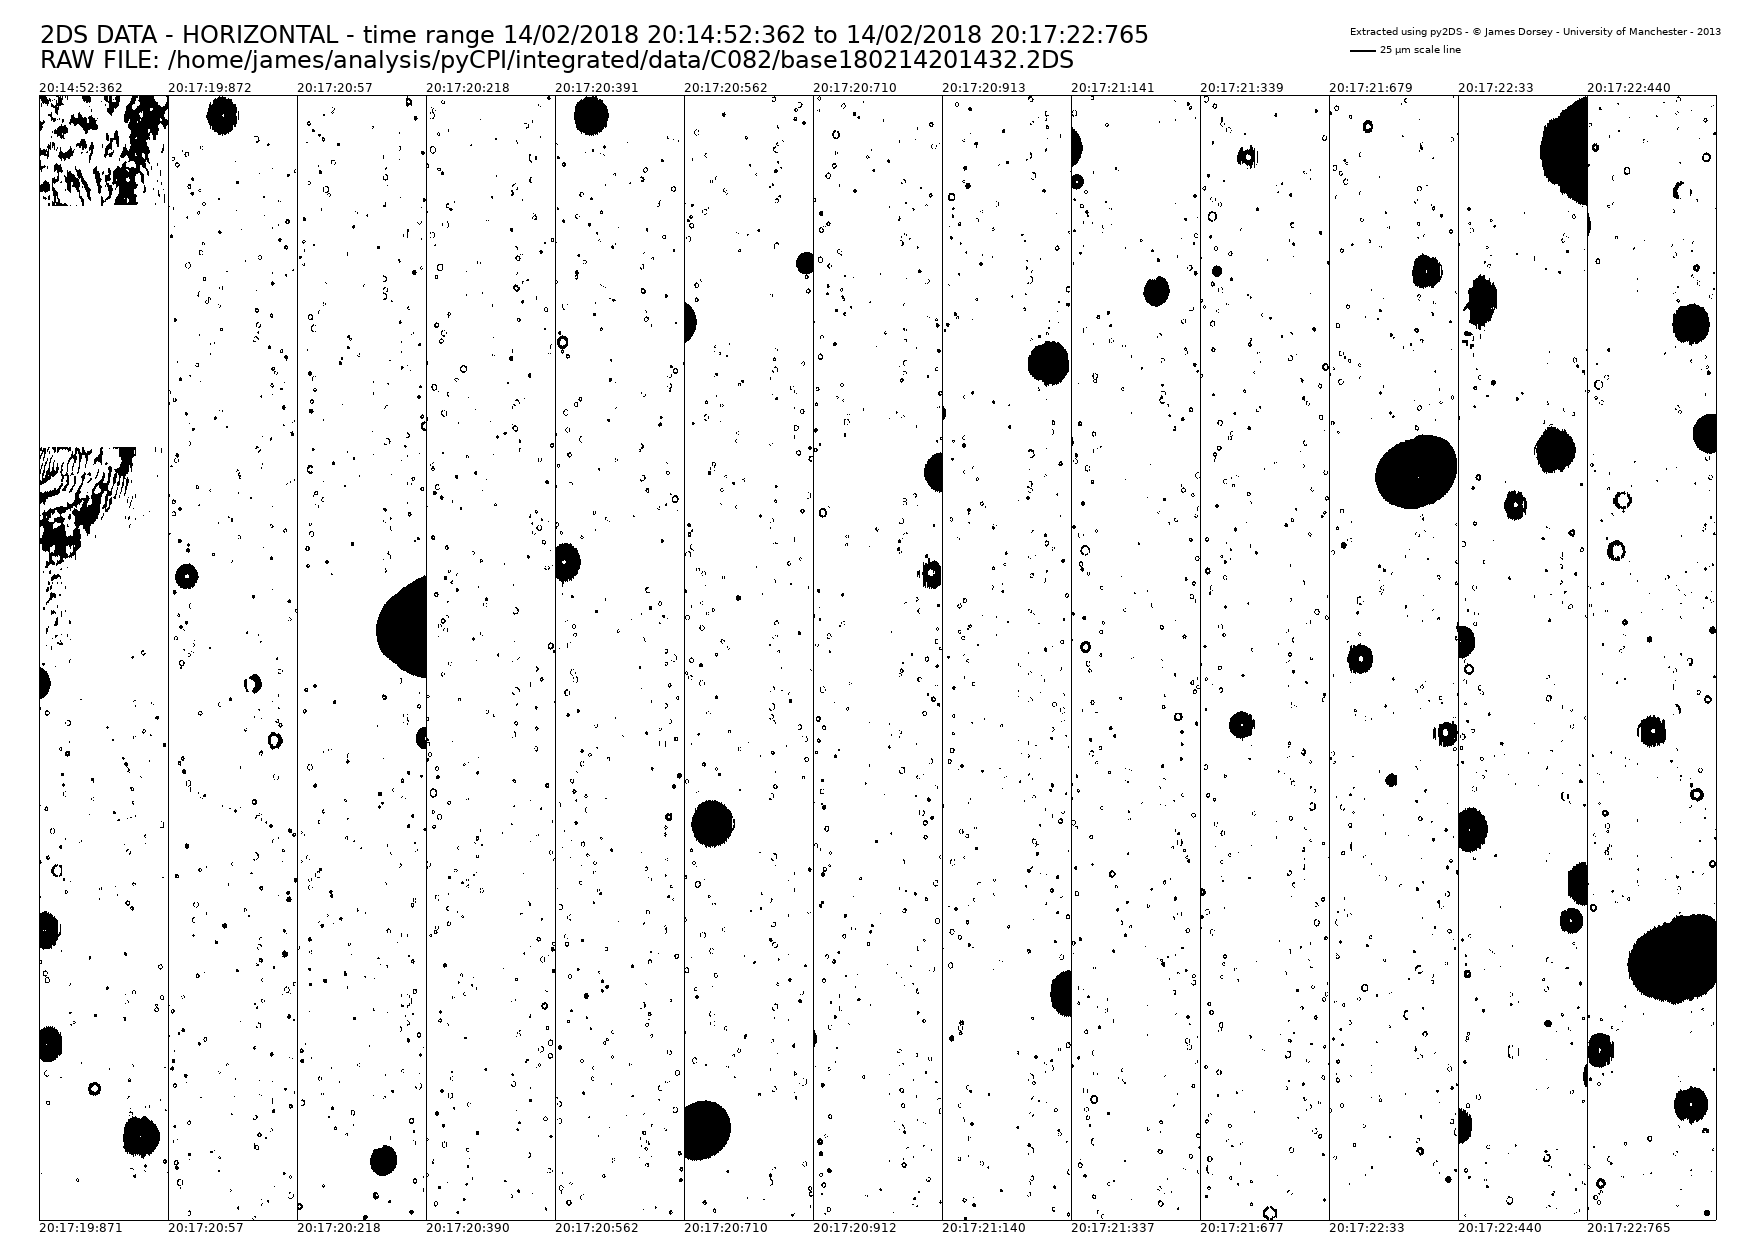 2DS DATA - HORIZONTAL - time range 14/02/2018 20:14:52:362 to 14/02/2018 20:17:22:765
RAW FILE: /home/james/analysis/pyCPI/integrated/data/C082/base180214201432.2DS
Extracted using py2DS - © James Dorsey - University of Manchester - 2013
25 µm scale line
20:14:52:362 20:17:19:872 20:17:20:57 20:17:20:218 20:17:20:391 20:17:20:562 20:17:20:710 20:17:20:913 20:17:21:141 20:17:21:339 20:17:21:679 20:17:22:33 20:17:22:440
20:17:19:871 20:17:20:57 20:17:20:218 20:17:20:390 20:17:20:562 20:17:20:710 20:17:20:912 20:17:21:140 20:17:21:337 20:17:21:677 20:17:22:33 20:17:22:440 20:17:22:765